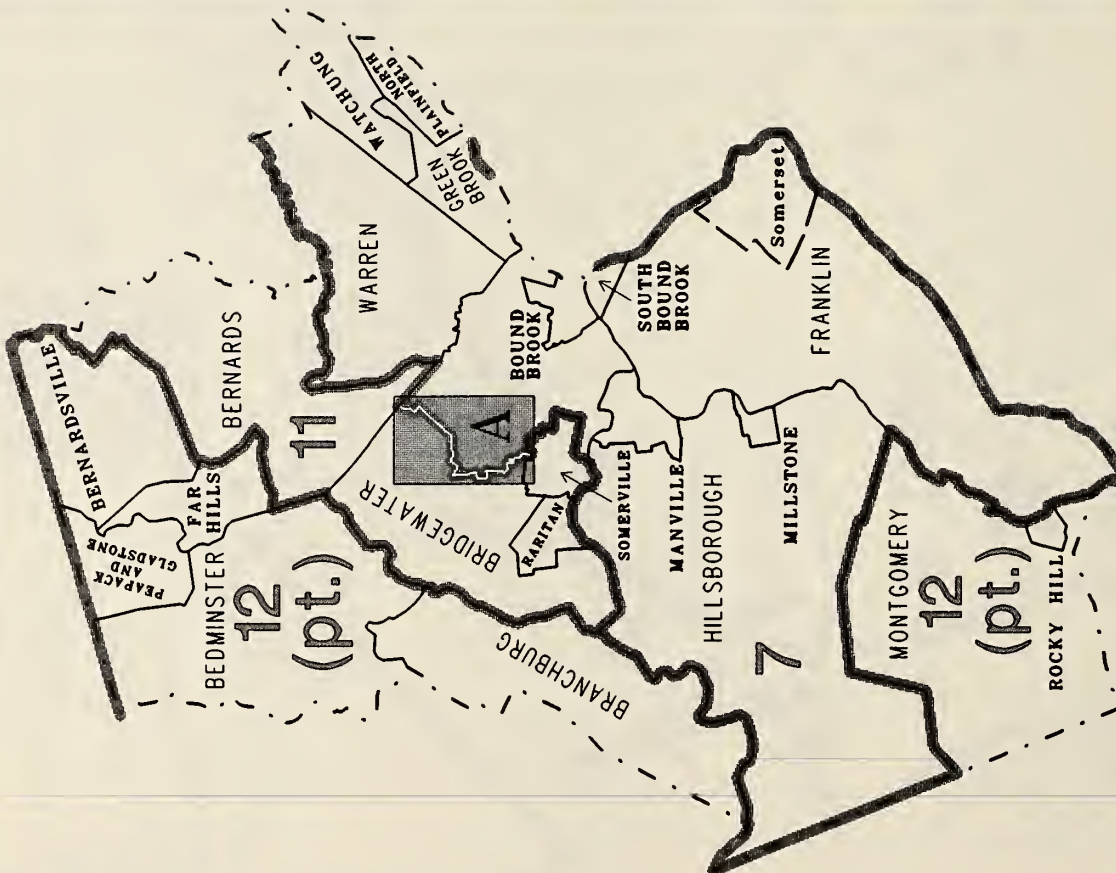 BERNARDSVILLE
PEAPACK
AND
GLADSTONE
FAR
HILLS
BERNARDS
BEDMINSTER
12
(pt.)
11
WARREN
WATCHUNG
NORTH
PLAINFIELD
GREEN
BROOK
BRIDGEWATER
A
BOUND
BROOK
SOUTH
BOUND
BROOK
Somerset
RARITAN
SOMERVILLE
MANVILLE
BRANCHBURG
HILLSBOROUGH
MILLSTONE
FRANKLIN
7
MONTGOMERY
12
(pt.)
ROCKY HILL